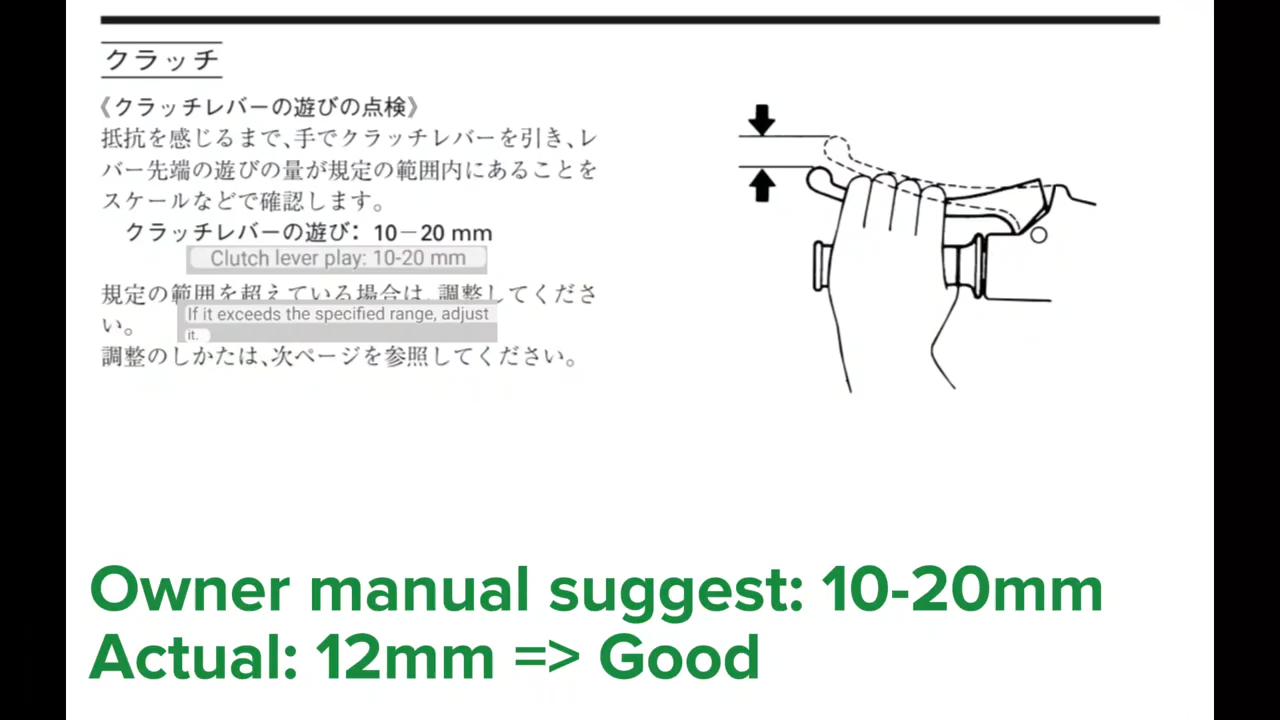 クラッチ
《クラッチレバーの遊びの点検》
抵抗を感じるまで、手でクラッチレバーを引き、レ
バー先端の遊びの量が規定の範囲内にあることを
スケールなどで確認します。
クラッチレバーの遊び： 10－20 mm
Clutch lever play: 10-20 mm
規定の範囲を超えている場合は、調整してくださ
If it exceeds the specified range, adjust
い。
it.
調整のしかたは、次ページを参照してください。
Owner manual suggest: 10-20mm
Actual: 12mm => Good